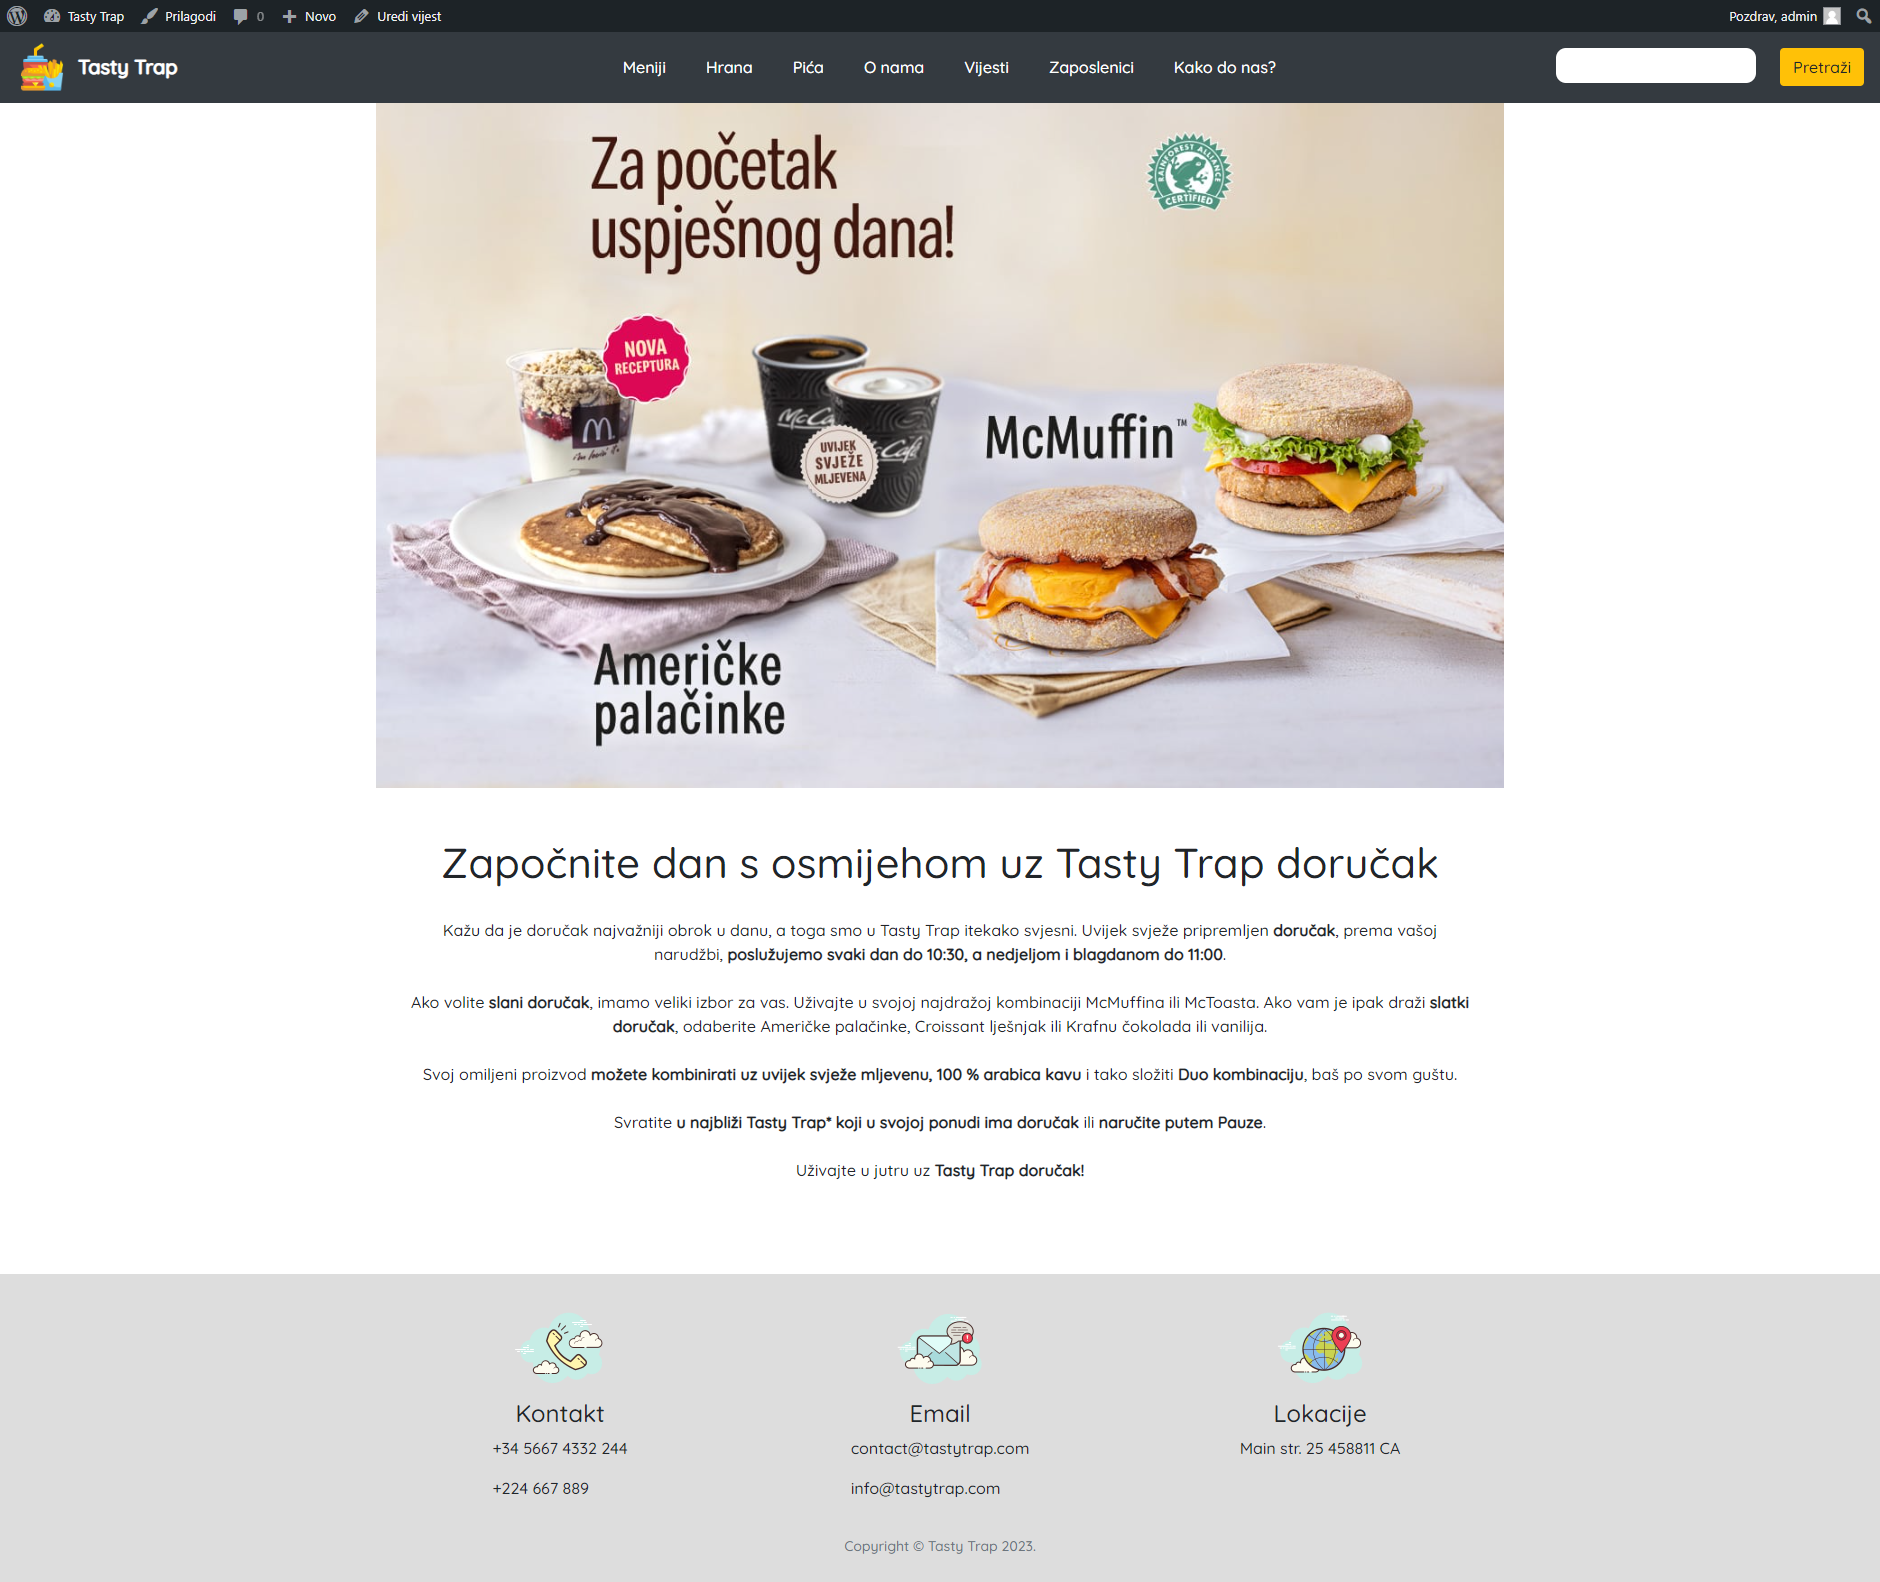 Tasty Trap
Prilagodi
0
Novo
Uredi vijest
Pozdrav, admin
Tasty Trap
Meniji
Hrana
Pića
O nama
Vijesti
Zaposlenici
Kako do nas?
Pretraži
Za početak
uspješnog dana!
RAINFOREST ALLIANCE
CERTIFIED
NOVA
RECEPTURA
McCa
Café
UVIJEK
SVJEŽE
MLJEVENA
McMuffin™
Američke
palačinke
Započnite dan s osmijehom uz Tasty Trap doručak
Kažu da je doručak najvažniji obrok u danu, a toga smo u Tasty Trap itekako svjesni. Uvijek svježe pripremljen doručak, prema vašoj
narudžbi, poslužujemo svaki dan do 10:30, a nedjeljom i blagdanom do 11:00.
Ako volite slani doručak, imamo veliki izbor za vas. Uživajte u svojoj najdražoj kombinaciji McMuffina ili McToasta. Ako vam je ipak draži slatki
doručak, odaberite Američke palačinke, Croissant lješnjak ili Krafnu čokolada ili vanilija.
Svoj omiljeni proizvod možete kombinirati uz uvijek svježe mljevenu, 100 % arabica kavu i tako složiti Duo kombinaciju, baš po svom guštu.
Svratite u najbliži Tasty Trap* koji u svojoj ponudi ima doručak ili naručite putem Pauze.
Uživajte u jutru uz Tasty Trap doručak!
Kontakt
+34 5667 4332 244
+224 667 889
Email
contact@tastytrap.com
info@tastytrap.com
Lokacije
Main str. 25 458811 CA
Copyright © Tasty Trap 2023.